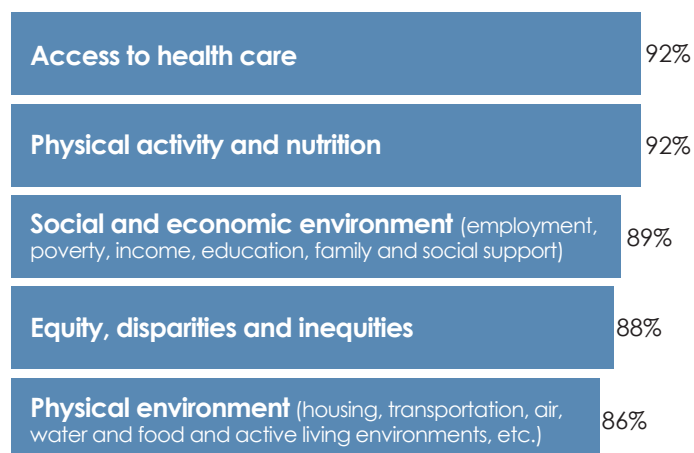 Access to health care 92%
Physical activity and nutrition 92%
Social and economic environment (employment,
poverty, income, education, family and social support) 89%
Equity, disparities and inequities 88%
Physical environment (housing, transportation, air,
water and food and active living environments, etc.) 86%